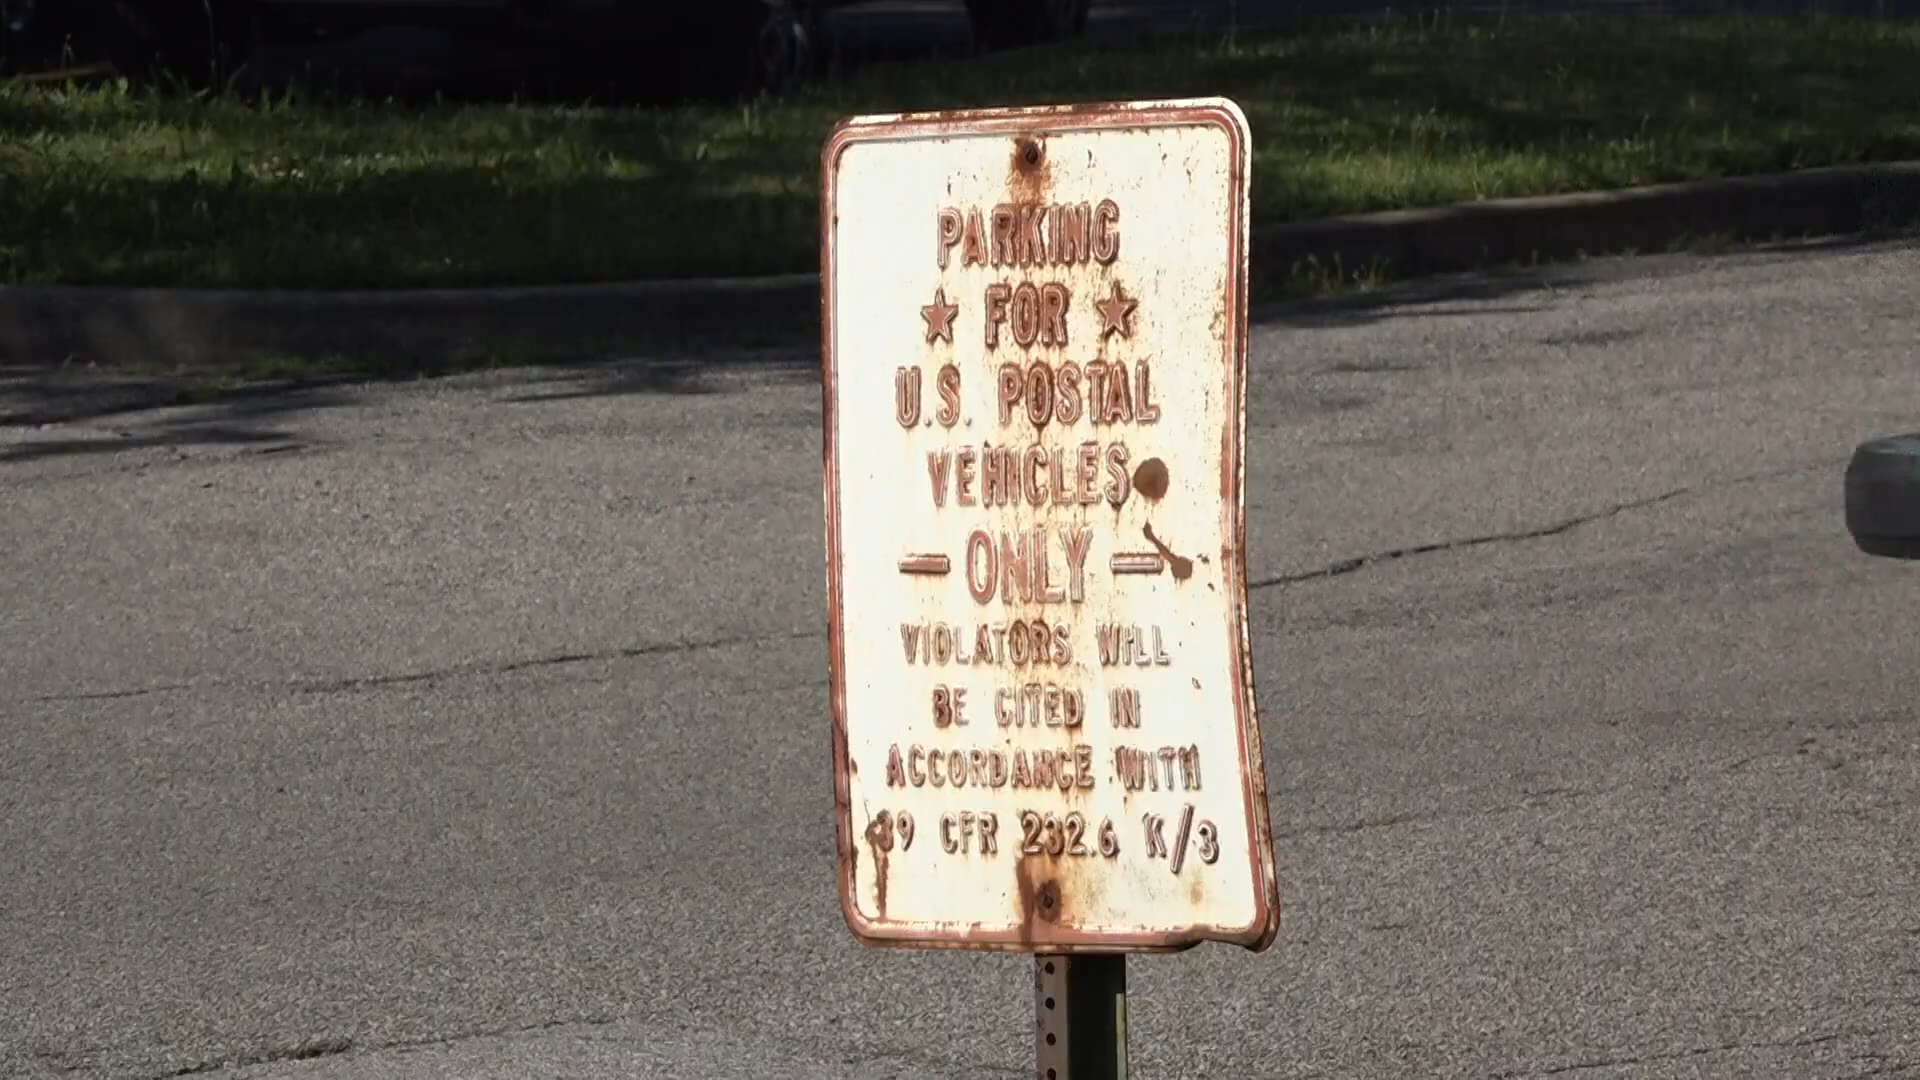 PARKING
★ FOR ★
U.S. POSTAL
VEHICLES
— ONLY —
VIOLATORS WILL
BE CITED IN
ACCORDANCE WITH
39 CFR 232.6 K/3